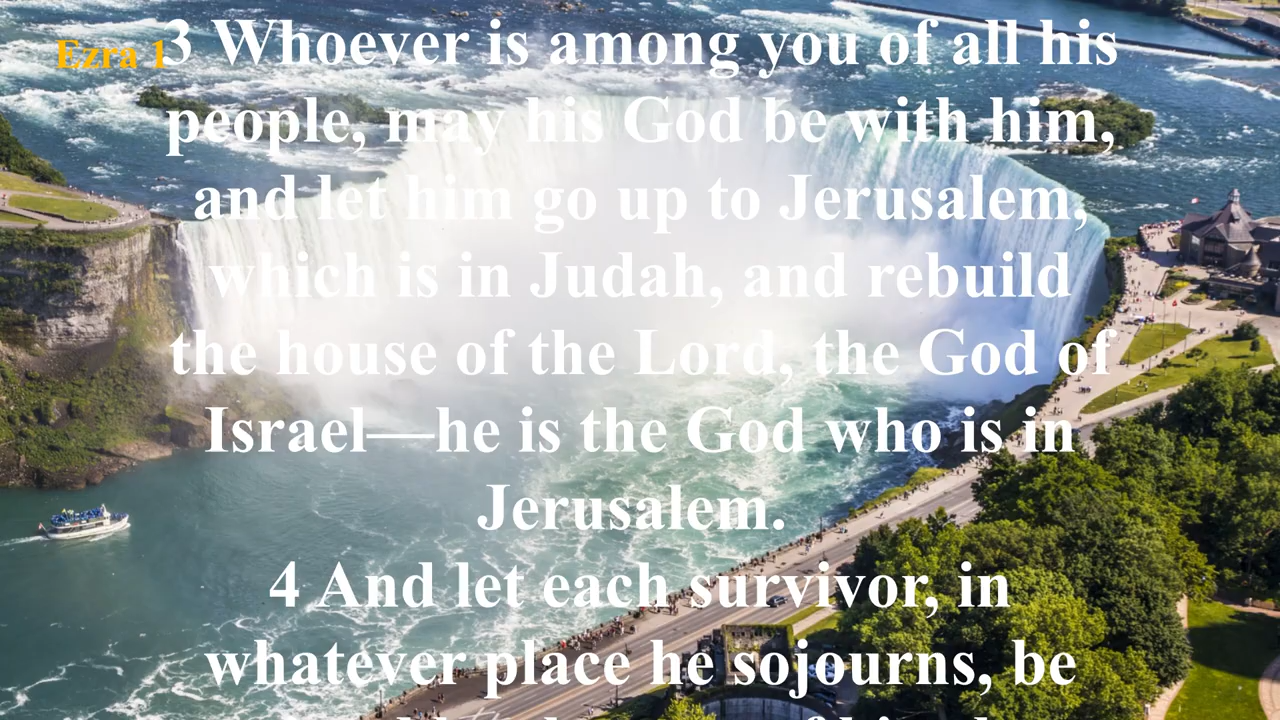 Ezra 1
3 Whoever is among you of all his
people, may his God be with him,
and let him go up to Jerusalem,
which is in Judah, and rebuild
the house of the Lord, the God of
Israel—he is the God who is in
Jerusalem.
4 And let each survivor, in
whatever place he sojourns, be